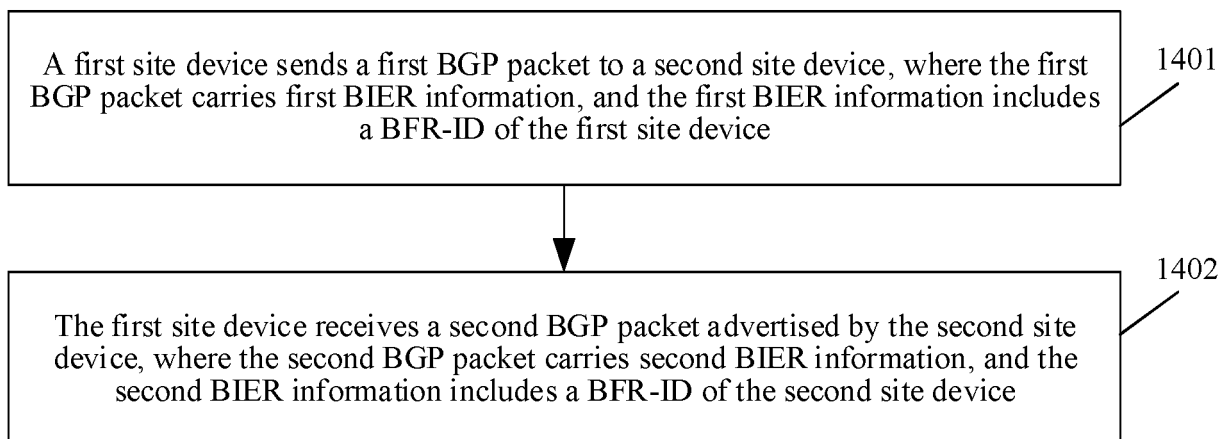 A first site device sends a first BGP packet to a second site device, where the first
BGP packet carries first BIER information, and the first BIER information includes
a BFR-ID of the first site device
1401
The first site device receives a second BGP packet advertised by the second site
device, where the second BGP packet carries second BIER information, and the
second BIER information includes a BFR-ID of the second site device
1402